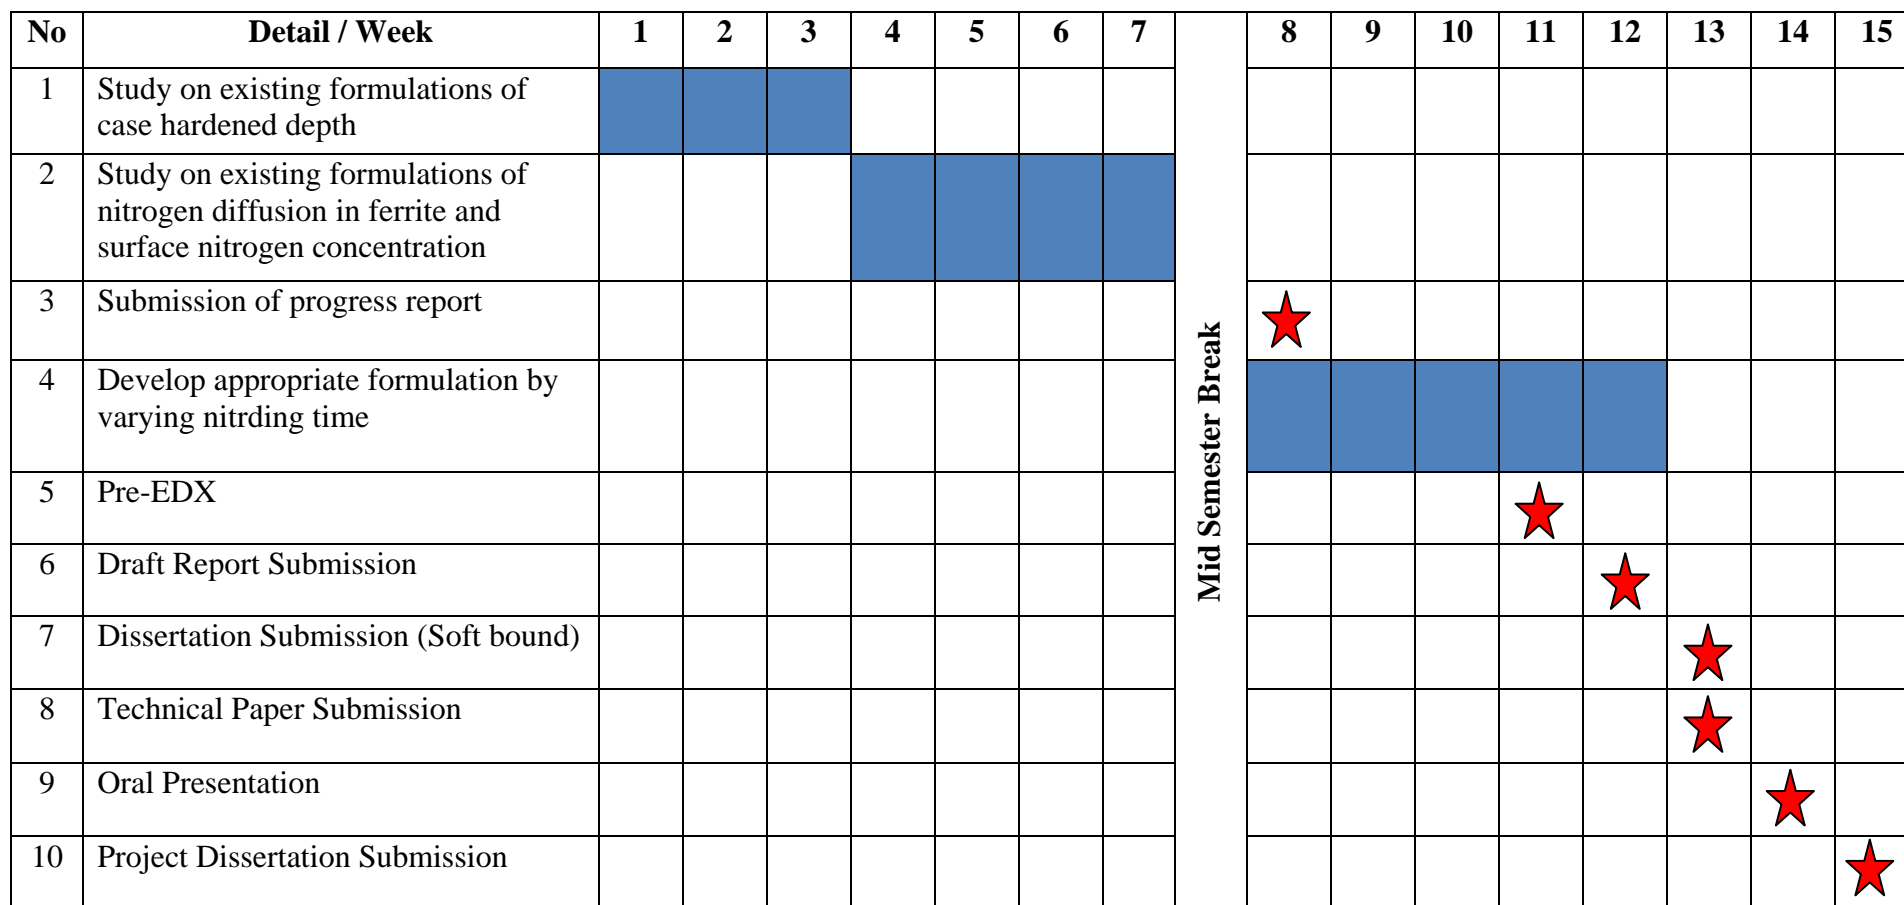 No Detail / Week 1 2 3 4 5 6 7 8 9 10 11 12 13 14 15
1 Study on existing formulations of
case hardened depth
2 Study on existing formulations of
nitrogen diffusion in ferrite and
surface nitrogen concentration
3 Submission of progress report
4 Develop appropriate formulation by
varying nitrding time
5 Pre-EDX
6 Draft Report Submission
7 Dissertation Submission (Soft bound)
8 Technical Paper Submission
9 Oral Presentation
10 Project Dissertation Submission
Mid Semester Break